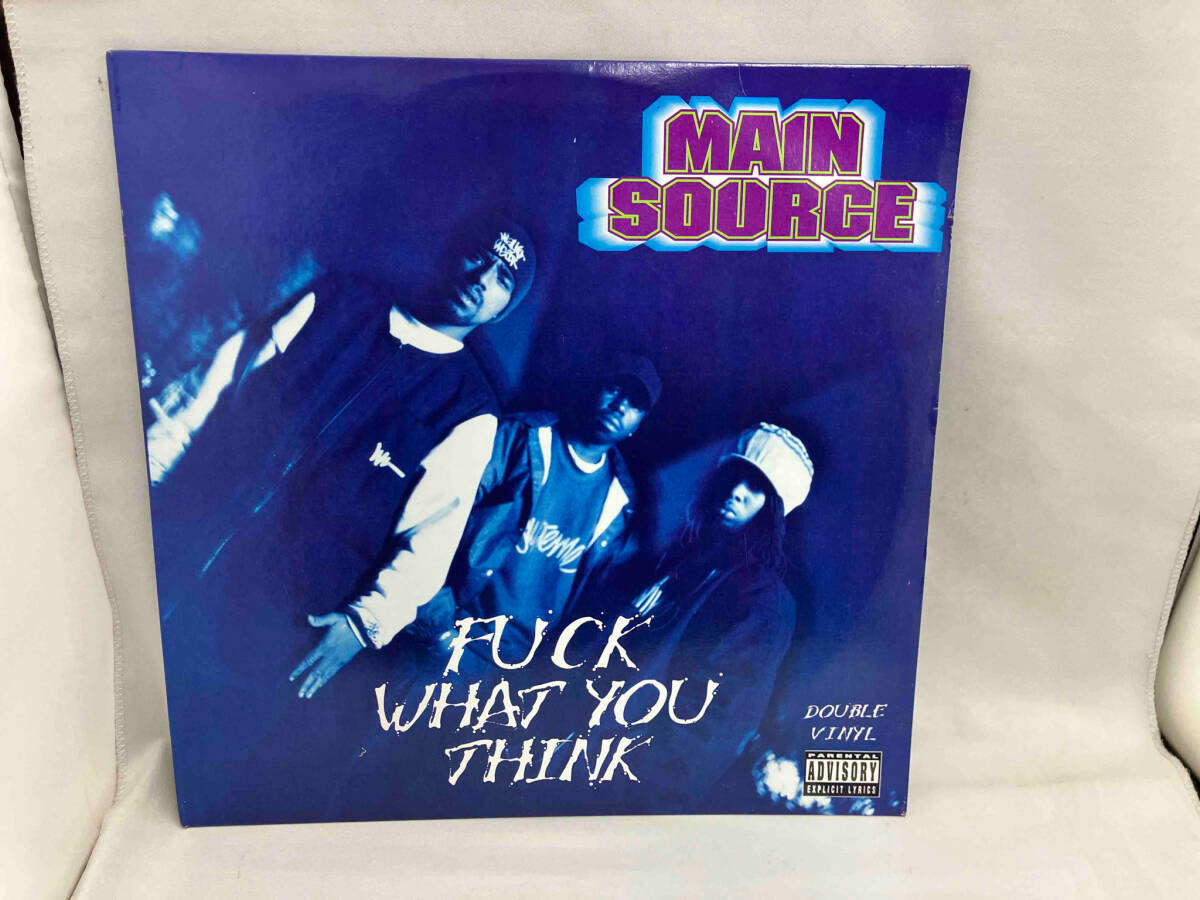 MAIN
SOURCE
FUCK
WHAT YOU
THINK
DOUBLE
VINYL
PARENTAL
ADVISORY
EXPLICIT LYRICS